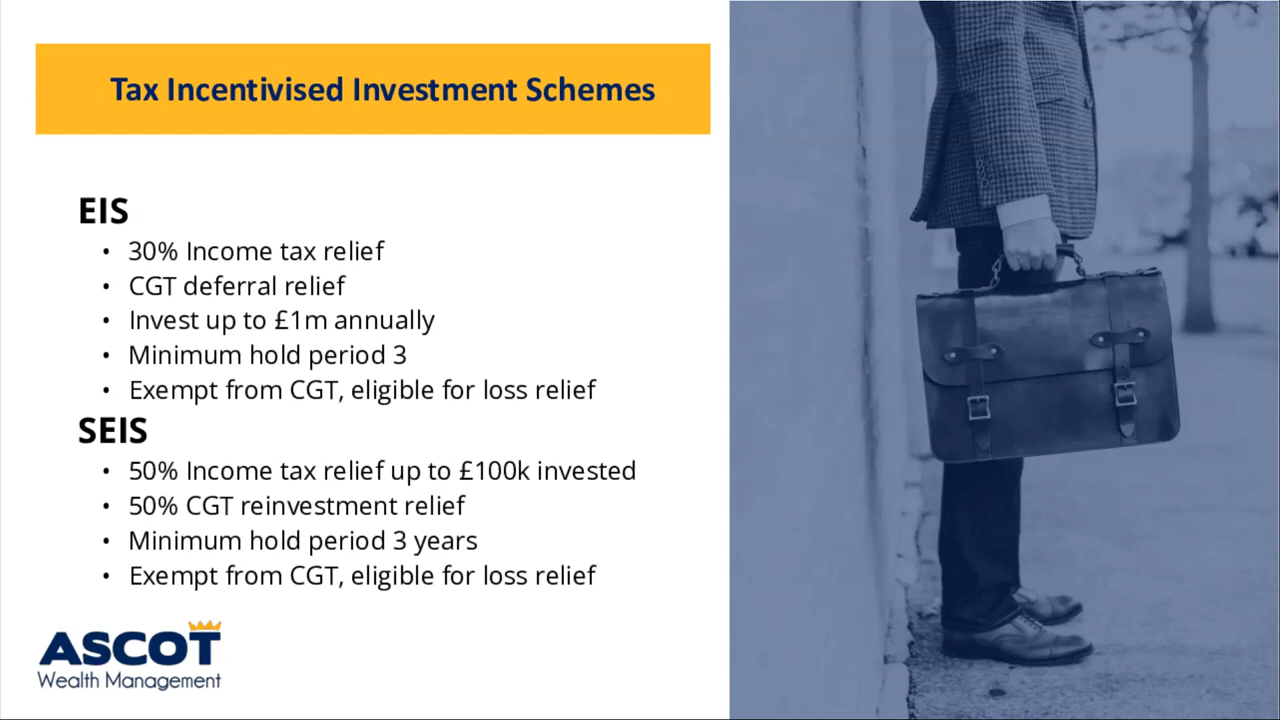 Tax Incentivised Investment Schemes
EIS
• 30% Income tax relief
• CGT deferral relief
• Invest up to £1m annually
• Minimum hold period 3
• Exempt from CGT, eligible for loss relief
SEIS
• 50% Income tax relief up to £100k invested
• 50% CGT reinvestment relief
• Minimum hold period 3 years
• Exempt from CGT, eligible for loss relief
ASCOT
Wealth Management